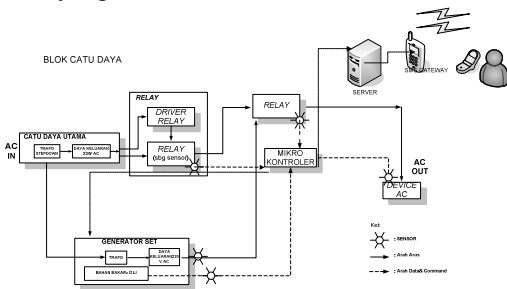 BLOK CATU DAYA
SMS GATEWAY
SERVER
RELAY
DRIVER
RELAY
RELAY
(sbg sensor)
RELAY
CATU DAYA UTAMA
AC
IN
TRAFO
STEPDOWN
DAYA KELUARAN
220V AC
MIKRO
KONTROLER
AC
OUT
DEVICE
AC
GENERATOR SET
TRAFO
DAYA
KELUARAN220
V AC
BAHAN BAKAR& OLI
Ket
: SENSOR
: Arah Arus
: Arah Data& Command